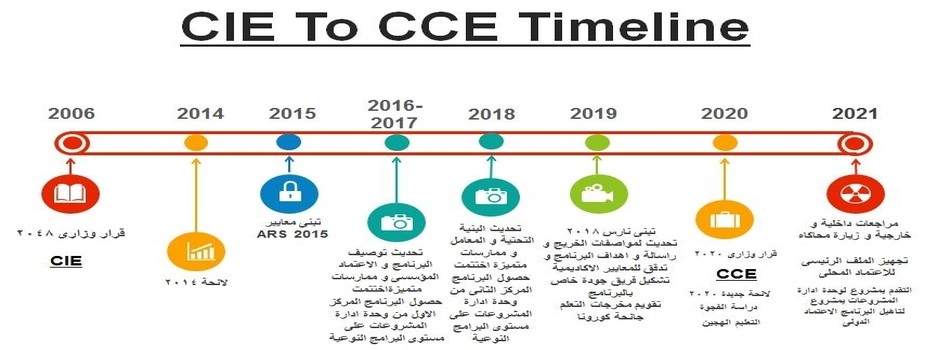 CIE To CCE Timeline
2006
2014
2015
2016-
2017
2018
2019
2020
2021
قرار وزارى ٢٠٤٨
CIE
لائحة ٢٠١٤
تبنى معايير
ARS 2015
تحديث توصيف
البرنامج و الاعتماد
المؤسسى و ممارسات
متميزة اختتمت
حصول البرنامج المركز
الاول من وحدة ادارة
المشروعات على
مستوى البرامج النوعية
تحديث البنية
التحتية و المعامل
و ممارسات
متميزة اختتمت
حصول البرنامج
المركز الثانى من
وحدة ادارة
المشروعات على
مستوى البرامج
النوعية
تبنى نارس ٢٠١٨
تحديث لمواصفات الخريج و
راسالة و اهداف البرنامج و
تدقق للمعايير الاكاديمية
تشكيل فريق جودة خاص
بالبرنامج
تقويم مخرجات التعلم
جانحة كورونا
قرار وزارى ٢٠٢٠
CCE
لائحة جديدة ٢٠٢٠
دراسة الفجوة
التعليم الهجين
مراجعات داخلية و
خارجية و زيارة محاكاه
تجهيز الملف الرئيسى
للاعتماد المحلى
التقدم بمشروع لوحدة ادارة
المشروعات بمشروع
لتاهيل البرنامج الاعتماد
الدولى